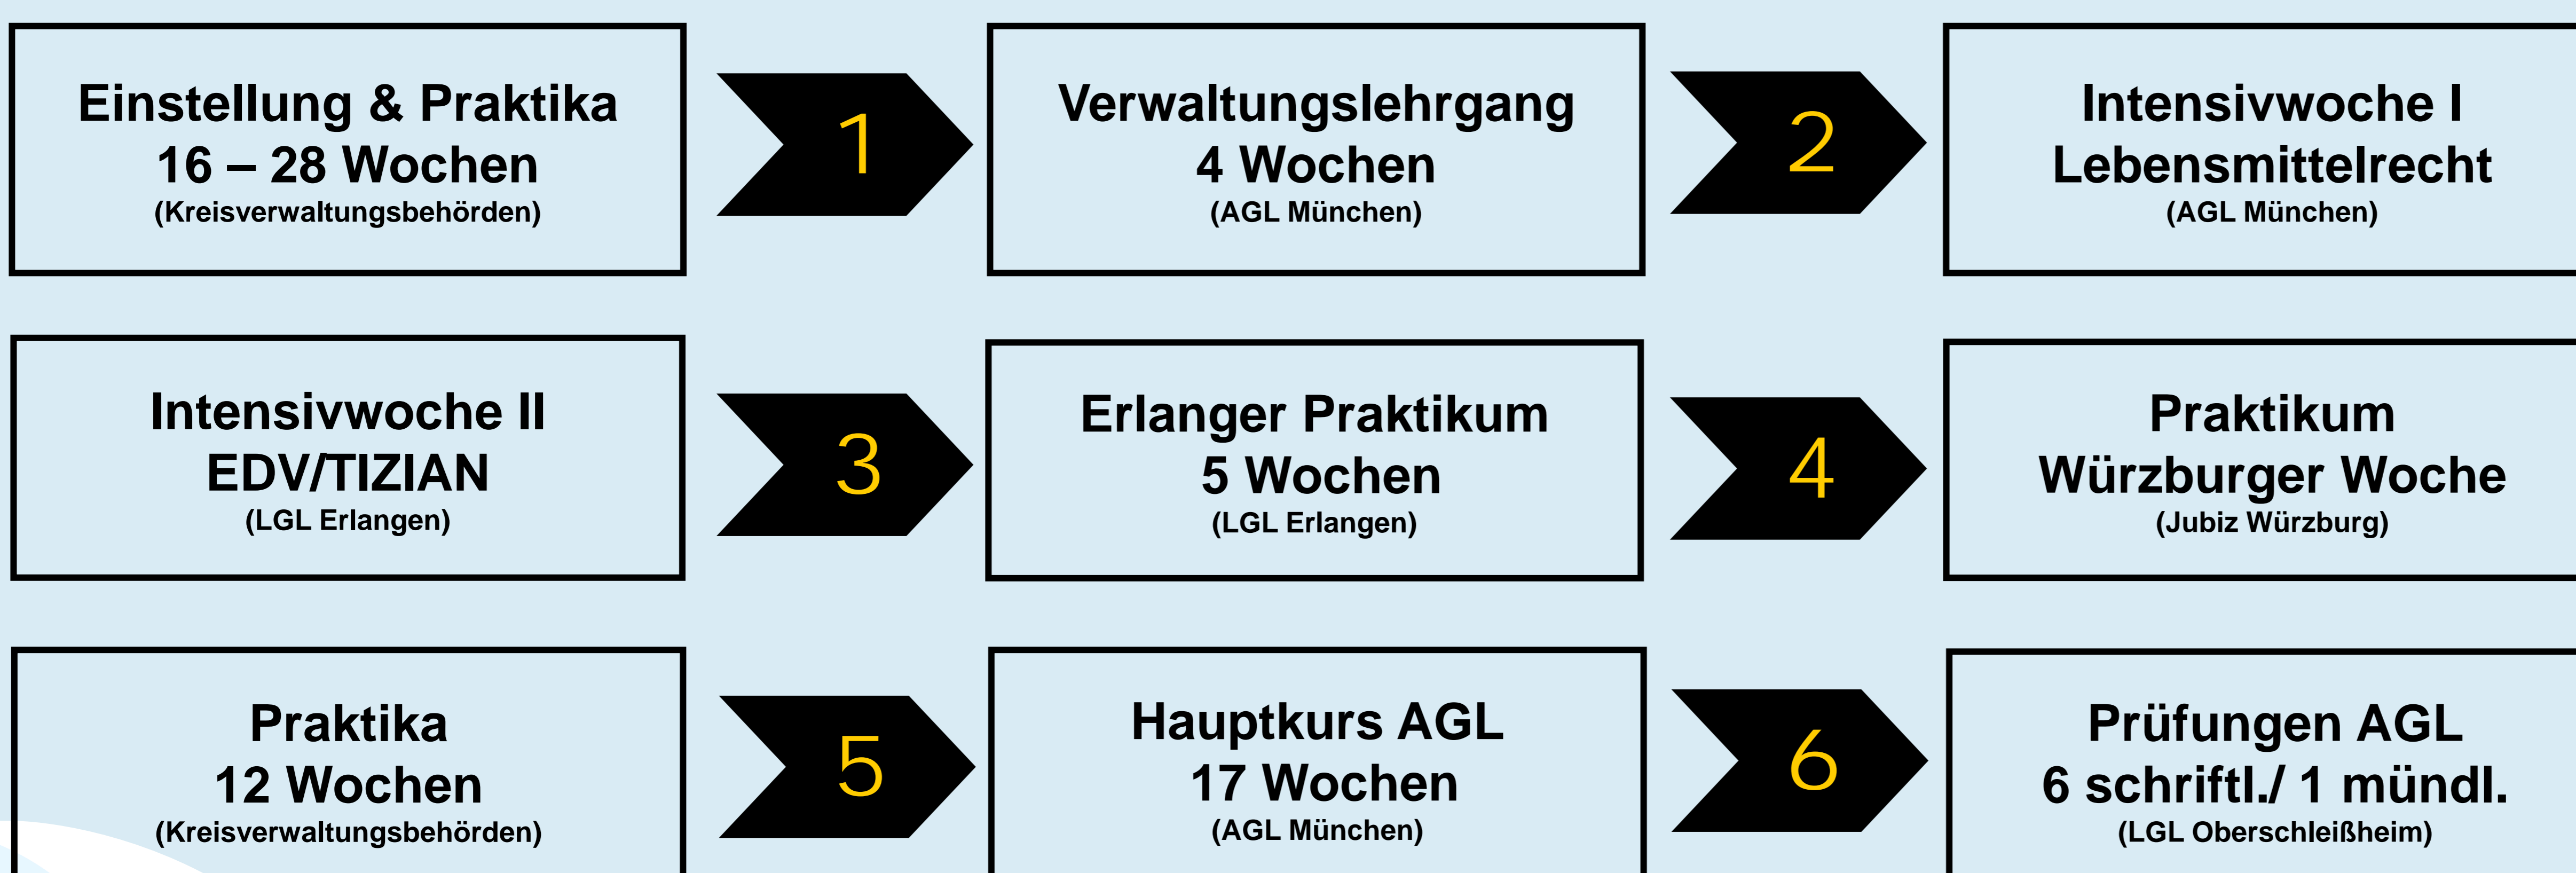 Einstellung & Praktika
16 – 28 Wochen
(Kreisverwaltungsbehörden)
1
Verwaltungslehrgang
4 Wochen
(AGL München)
2
Intensivwoche I
Lebensmittelrecht
(AGL München)
Intensivwoche II
EDV/TIZIAN
(LGL Erlangen)
3
Erlanger Praktikum
5 Wochen
(LGL Erlangen)
4
Praktikum
Würzburger Woche
(Jubiz Würzburg)
Praktika
12 Wochen
(Kreisverwaltungsbehörden)
5
Hauptkurs AGL
17 Wochen
(AGL München)
6
Prüfungen AGL
6 schriftl./ 1 mündl.
(LGL Oberschleißheim)